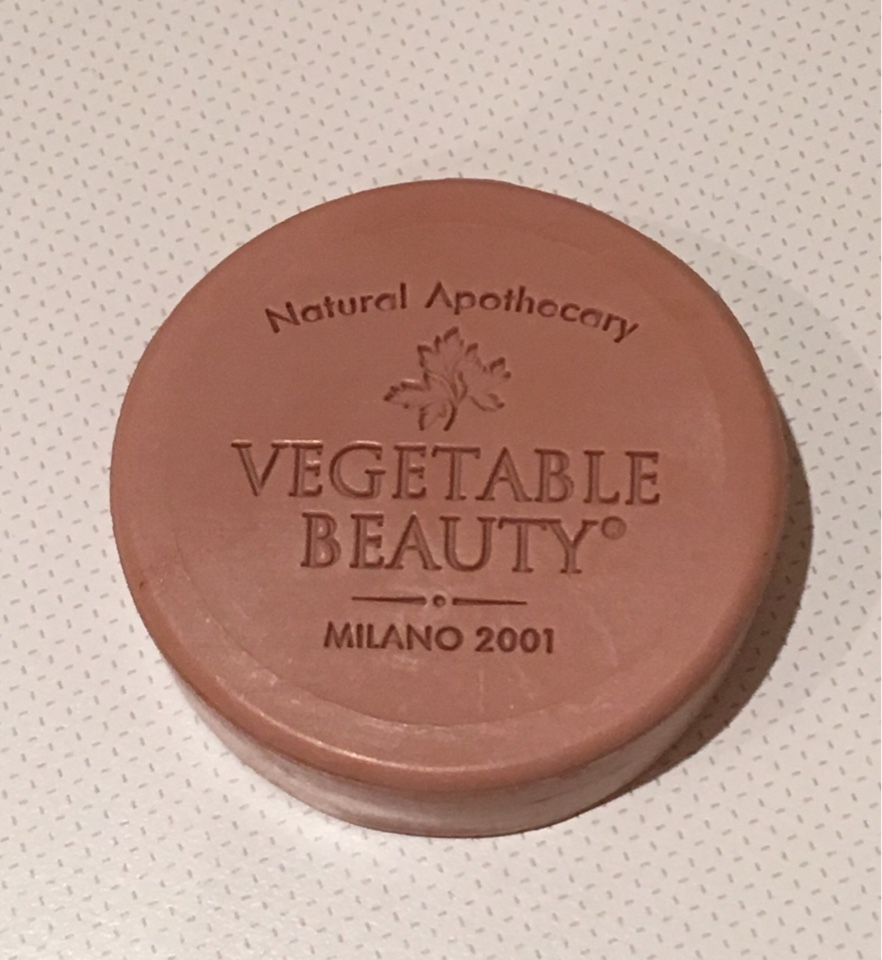 Natural Apothecary
VEGETABLE
BEAUTY®
MILANO 2001